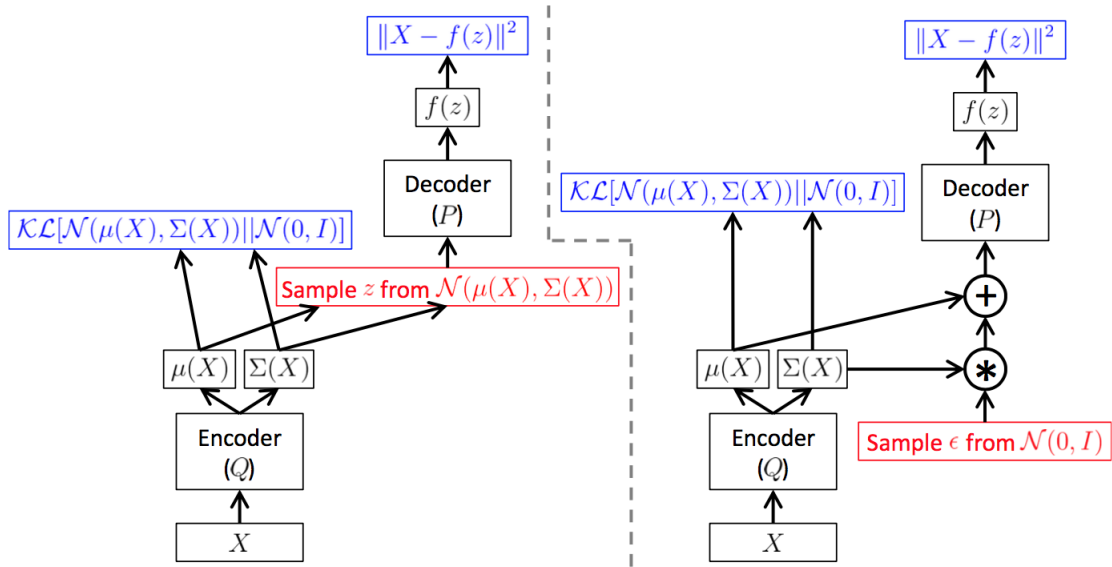 ‖X − f(z)‖²
f(z)
Decoder
(P)
𝒦ℒ[𝒩(μ(X), Σ(X))||𝒩(0, I)]
Sample z from 𝒩(μ(X), Σ(X))
μ(X)
Σ(X)
Encoder
(Q)
X
‖X − f(z)‖²
f(z)
𝒦ℒ[𝒩(μ(X), Σ(X))||𝒩(0, I)]
Decoder
(P)
+
μ(X)
Σ(X)
*
Encoder
(Q)
Sample ϵ from 𝒩(0, I)
X